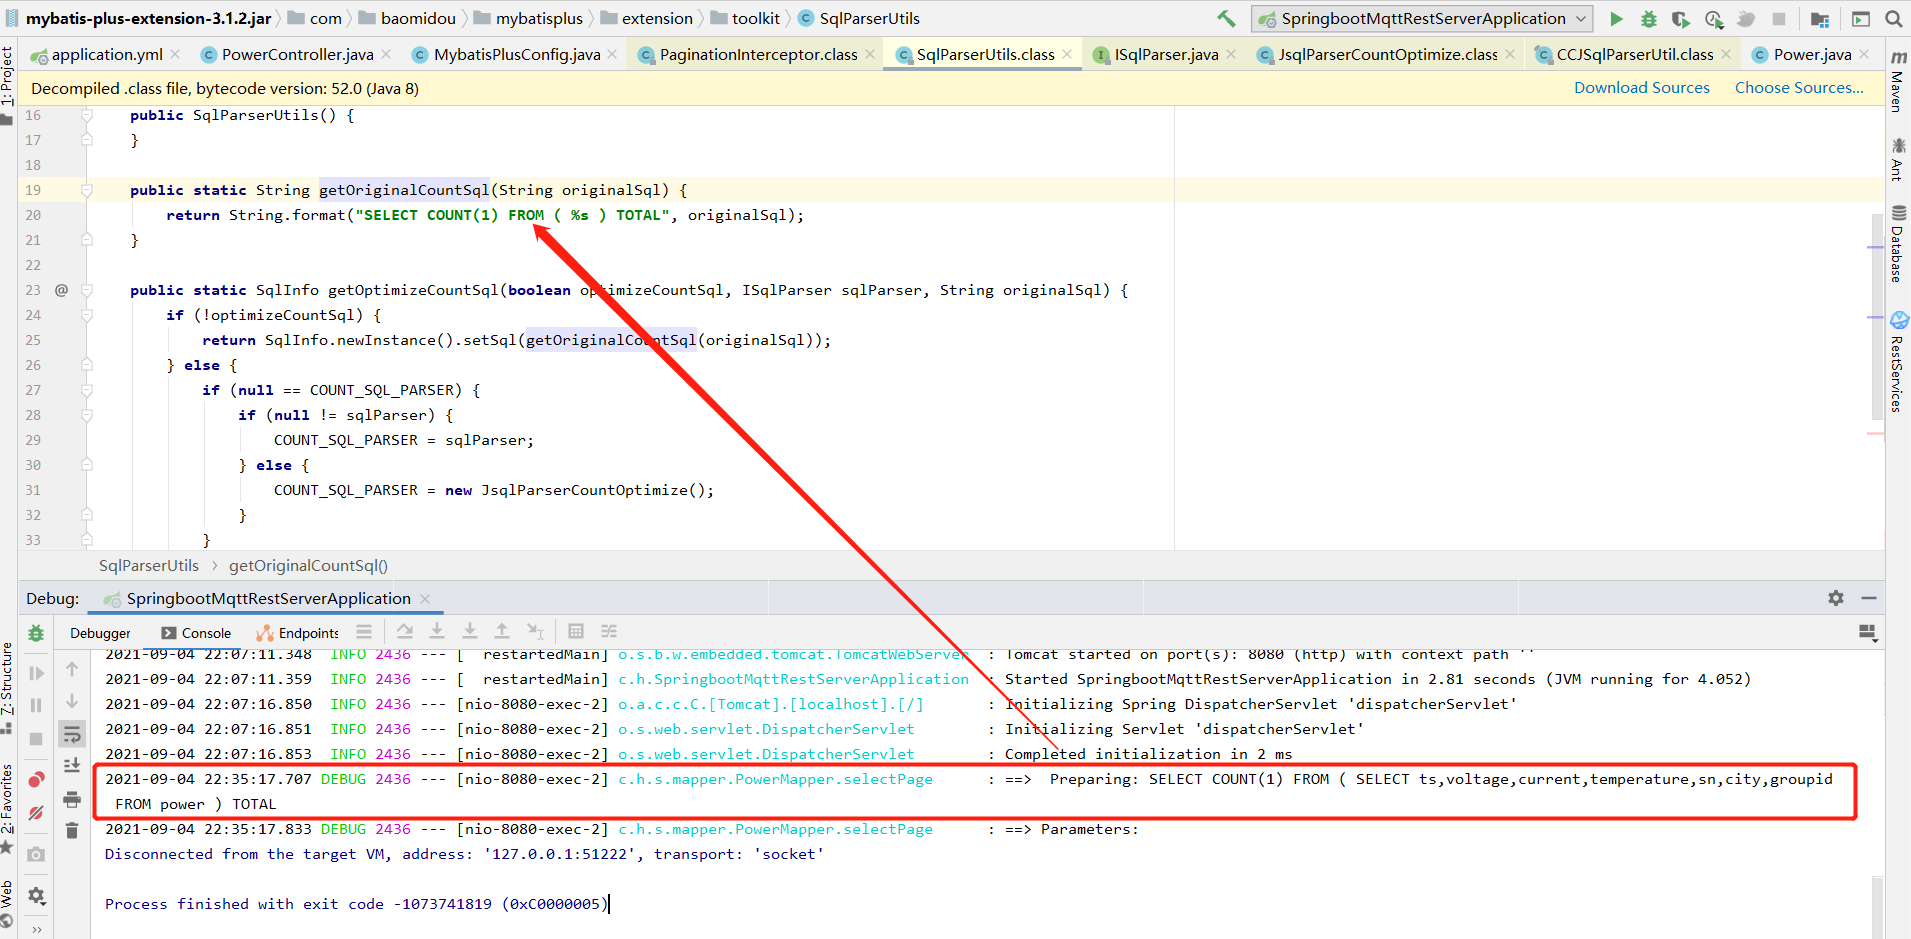 mybatis-plus-extension-3.1.2.jar com baomidou mybatisplus extension toolkit SqlParserUtils SpringbootMqttRestServerApplication
application.yml PowerController.java MybatisPlusConfig.java PaginationInterceptor.class SqlParserUtils.class ISqlParser.java JsqlParserCountOptimize.class CCJSqlParserUtil.class Power.java
Decompiled .class file, bytecode version: 52.0 (Java 8) Download Sources Choose Sources...
16 public SqlParserUtils() {
17 }
18
19 public static String getOriginalCountSql(String originalSql) {
20 return String.format("SELECT COUNT(1) FROM ( %s ) TOTAL", originalSql);
21 }
22
23 @ public static SqlInfo getOptimizeCountSql(boolean optimizeCountSql, ISqlParser sqlParser, String originalSql) {
24 if (!optimizeCountSql) {
25 return SqlInfo.newInstance().setSql(getOriginalCountSql(originalSql));
26 } else {
27 if (null == COUNT_SQL_PARSER) {
28 if (null != sqlParser) {
29 COUNT_SQL_PARSER = sqlParser;
30 } else {
31 COUNT_SQL_PARSER = new JsqlParserCountOptimize();
32 }
33 }
SqlParserUtils › getOriginalCountSql()
Debug: SpringbootMqttRestServerApplication
Debugger Console Endpoints
2021-09-04 22:07:11.348 INFO 2436 --- [ restartedMain] o.s.b.w.embedded.tomcat.TomcatWebServer : Tomcat started on port(s): 8080 (http) with context path ''
2021-09-04 22:07:11.359 INFO 2436 --- [ restartedMain] c.h.SpringbootMqttRestServerApplication : Started SpringbootMqttRestServerApplication in 2.81 seconds (JVM running for 4.052)
2021-09-04 22:07:16.850 INFO 2436 --- [nio-8080-exec-2] o.a.c.c.C.[Tomcat].[localhost].[/] : Initializing Spring DispatcherServlet 'dispatcherServlet'
2021-09-04 22:07:16.851 INFO 2436 --- [nio-8080-exec-2] o.s.web.servlet.DispatcherServlet : Initializing Servlet 'dispatcherServlet'
2021-09-04 22:07:16.853 INFO 2436 --- [nio-8080-exec-2] o.s.web.servlet.DispatcherServlet : Completed initialization in 2 ms
2021-09-04 22:35:17.707 DEBUG 2436 --- [nio-8080-exec-2] c.h.s.mapper.PowerMapper.selectPage : ==> Preparing: SELECT COUNT(1) FROM ( SELECT ts,voltage,current,temperature,sn,city,groupid
FROM power ) TOTAL
2021-09-04 22:35:17.833 DEBUG 2436 --- [nio-8080-exec-2] c.h.s.mapper.PowerMapper.selectPage : ==> Parameters:
Disconnected from the target VM, address: '127.0.0.1:51222', transport: 'socket'
Process finished with exit code -1073741819 (0xC0000005)
1: Project
7: Structure
2: Favorites
Web
Maven
Ant
Database
RestServices